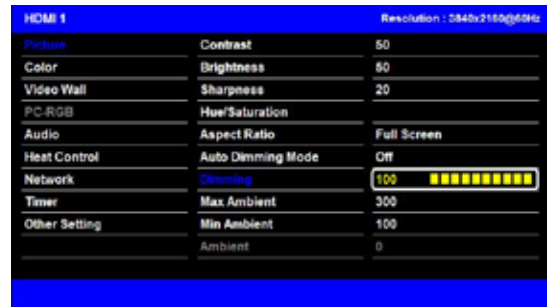 HDMI 1 Resolution : 3840x2160@60Hz
Picture Contrast 50
Color Brightness 50
Video Wall Sharpness 20
PC-RGB Hue/Saturation
Audio Aspect Ratio Full Screen
Heat Control Auto Dimming Mode Off
Network Dimming 100
Timer Max Ambient 300
Other Setting Min Ambient 100
Ambient 0